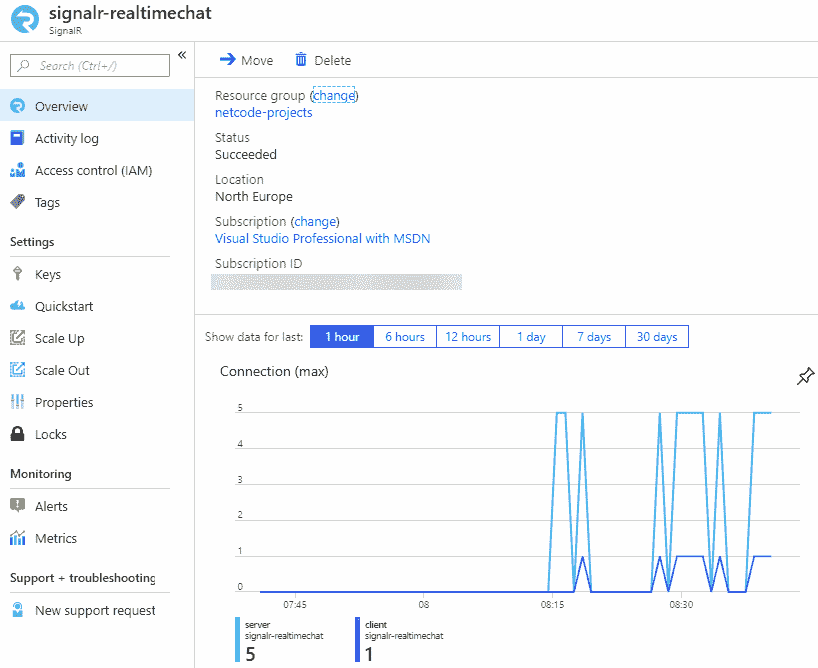 signalr-realtimechat
SignalR
Search (Ctrl+/)
«
Overview
Activity log
Access control (IAM)
Tags
Settings
Keys
Quickstart
Scale Up
Scale Out
Properties
Locks
Monitoring
Alerts
Metrics
Support + troubleshooting
New support request
Move Delete
Resource group (change)
netcode-projects
Status
Succeeded
Location
North Europe
Subscription (change)
Visual Studio Professional with MSDN
Subscription ID
Show data for last: 1 hour 6 hours 12 hours 1 day 7 days 30 days
Connection (max)
5
4
3
2
1
0
07:45 08 08:15 08:30
server
signalr-realtimechat
5
client
signalr-realtimechat
1